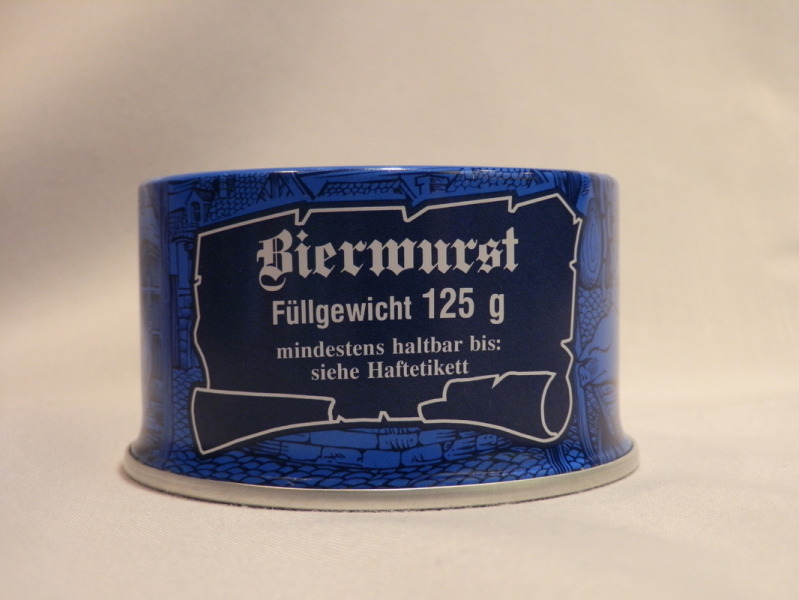 Bierwurst
Füllgewicht 125 g
mindestens haltbar bis:
siehe Haftetikett